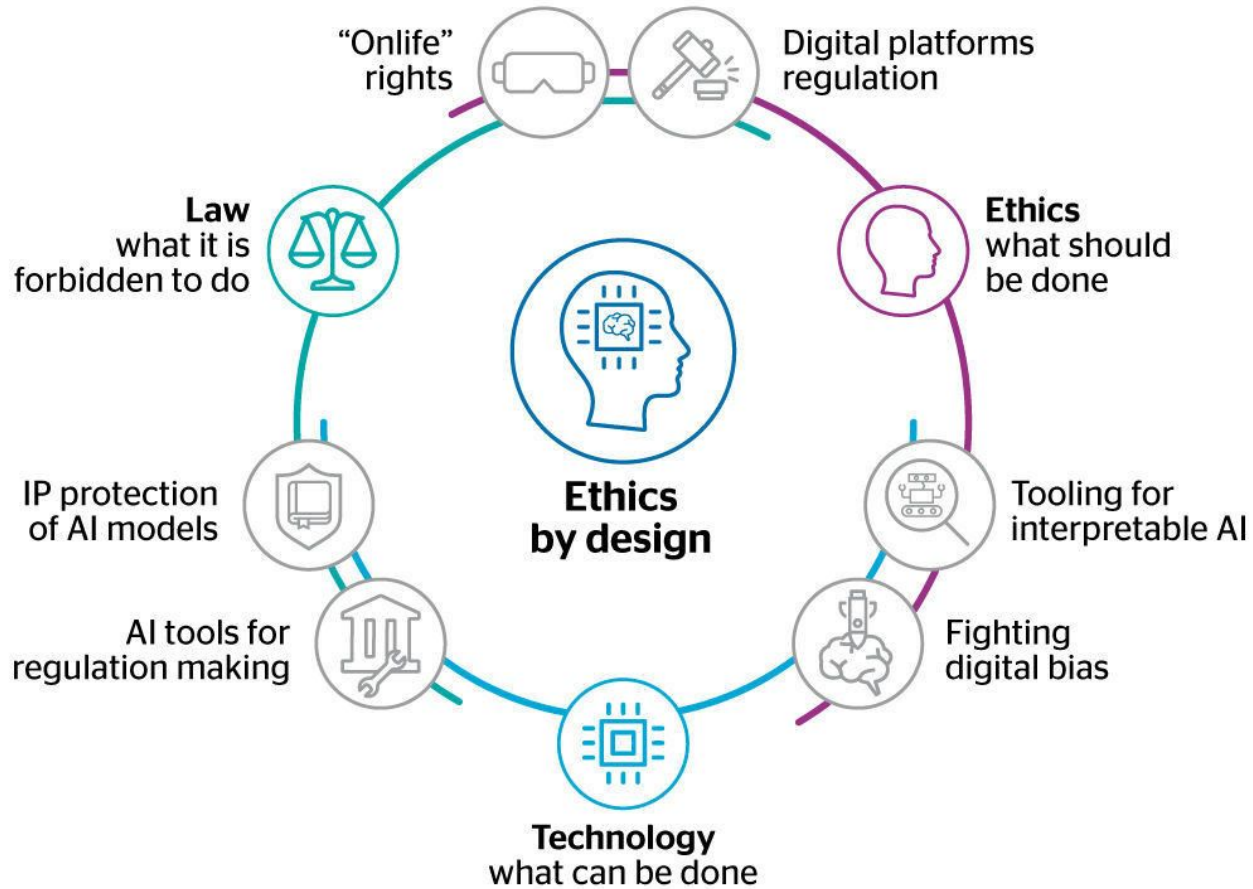 “Onlife”
rights
Digital platforms
regulation
Law
what it is
forbidden to do
Ethics
what should
be done
Ethics
by design
IP protection
of AI models
Tooling for
interpretable AI
AI tools for
regulation making
Fighting
digital bias
Technology
what can be done